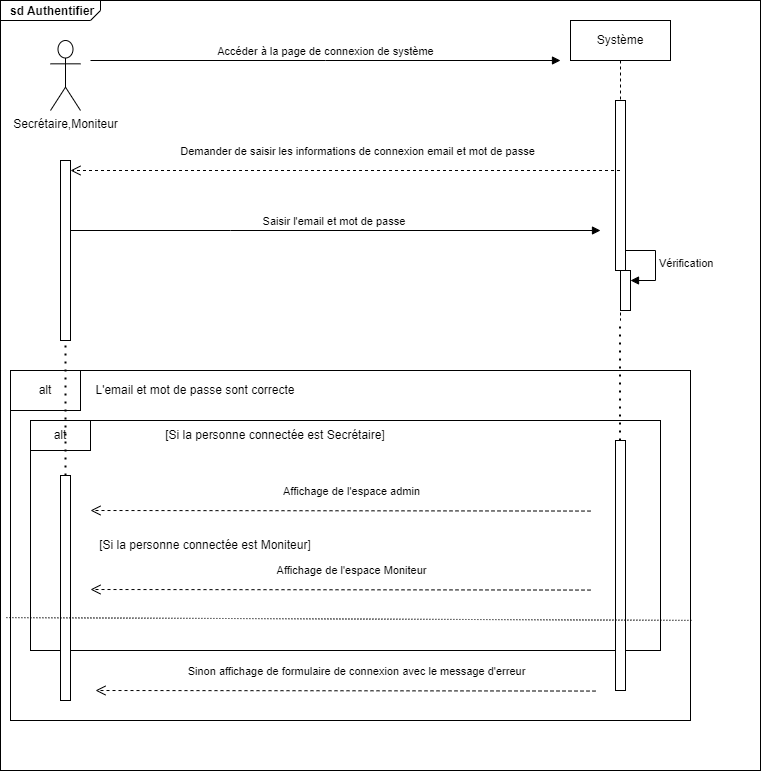 sd Authentifier
Système
Accéder à la page de connexion de système
Secrétaire,Moniteur
Demander de saisir les informations de connexion email et mot de passe
Saisir l'email et mot de passe
Vérification
alt
L'email et mot de passe sont correcte
alt
[Si la personne connectée est Secrétaire]
Affichage de l'espace admin
[Si la personne connectée est Moniteur]
Affichage de l'espace Moniteur
Sinon affichage de formulaire de connexion avec le message d'erreur